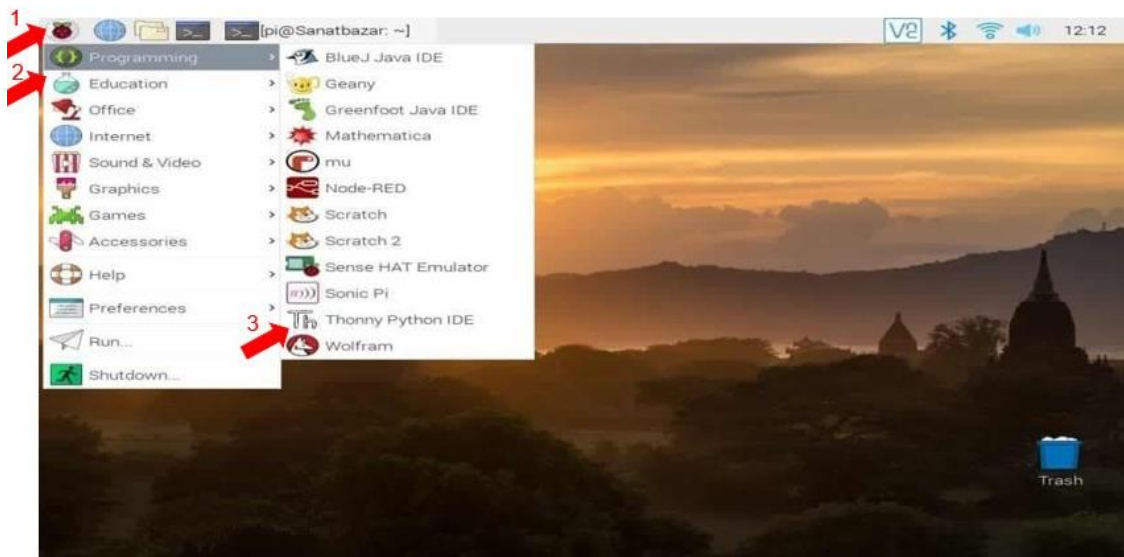 1
[pi@Sanatbazar: ~]
V2
12:12
2
Programming
Education
Office
Internet
Sound & Video
Graphics
Games
Accessories
Help
Preferences
Run...
Shutdown...
BlueJ Java IDE
Geany
Greenfoot Java IDE
Mathematica
mu
Node-RED
Scratch
Scratch 2
Sense HAT Emulator
Sonic Pi
3
Th Thonny Python IDE
Wolfram
Trash